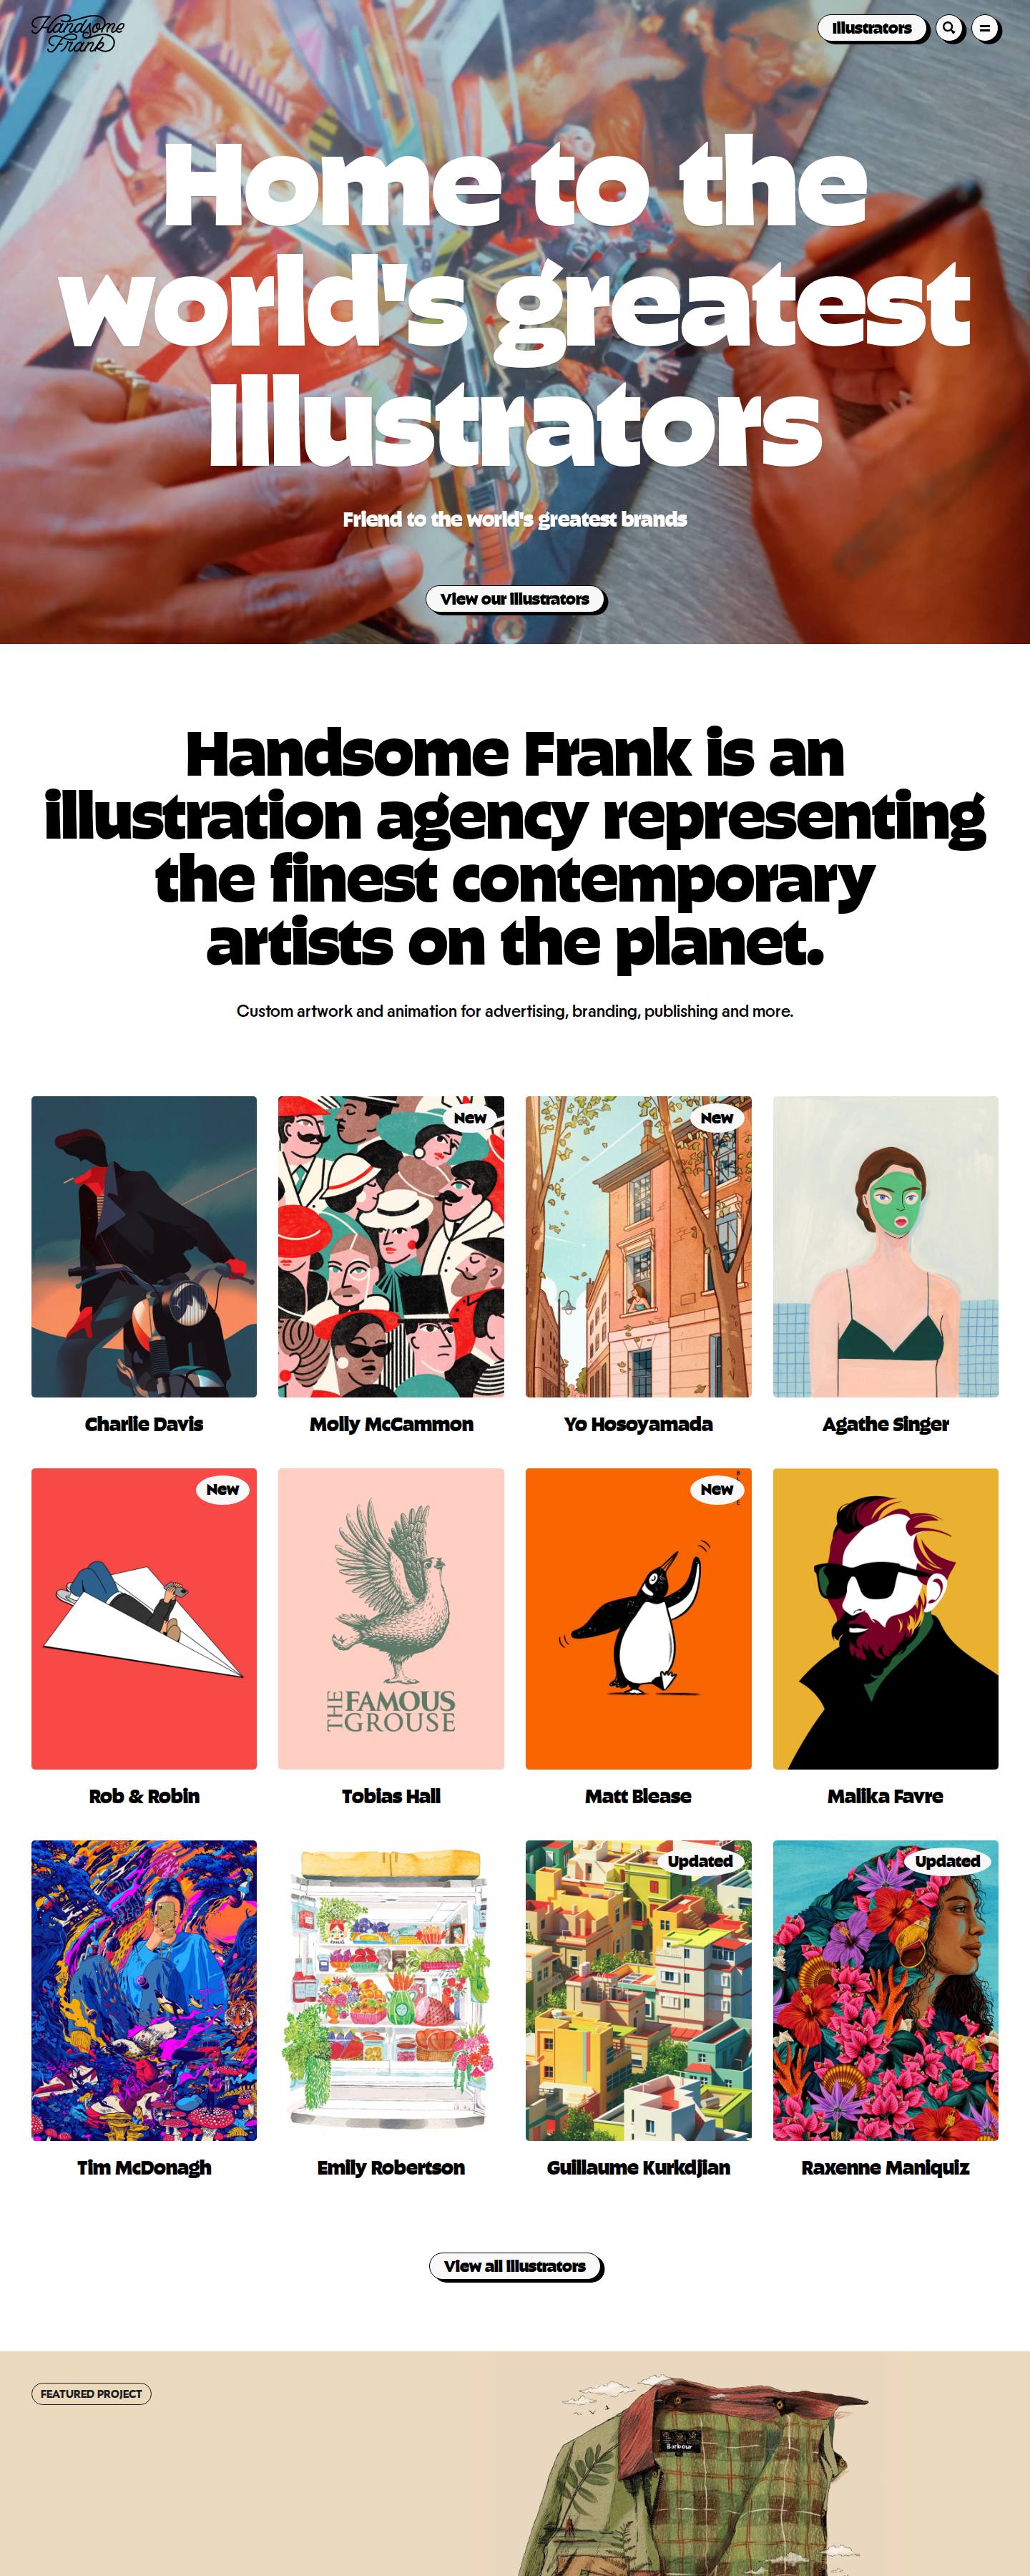 Handsome
Frank
Illustrators
Home to the
world's greatest
Illustrators
Friend to the world's greatest brands
View our illustrators
Handsome Frank is an
illustration agency representing
the finest contemporary
artists on the planet.
Custom artwork and animation for advertising, branding, publishing and more.
New
New
Charlie Davis
Molly McCammon
Yo Hosoyamada
Agathe Singer
New
New
THE FAMOUS
GROUSE
Rob & Robin
Tobias Hall
Matt Blease
Malika Favre
Updated
Updated
Tim McDonagh
Emily Robertson
Guillaume Kurkdjian
Raxenne Maniquiz
View all illustrators
FEATURED PROJECT
Barbour